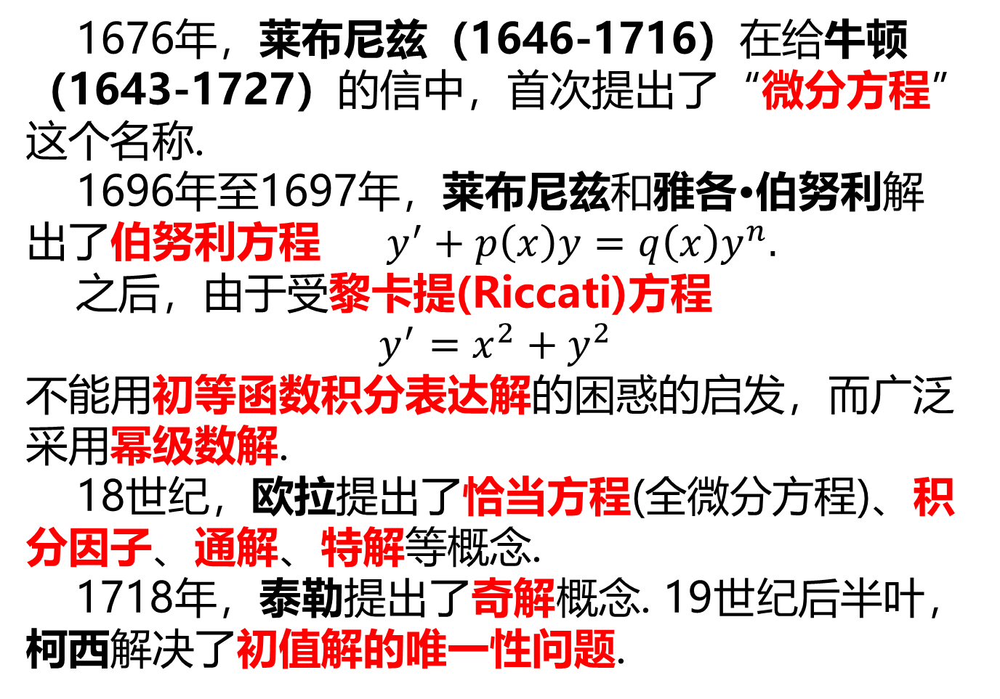 1676年，莱布尼兹（1646-1716）在给牛顿
（1643-1727）的信中，首次提出了“微分方程”
这个名称.
1696年至1697年，莱布尼兹和雅各·伯努利解
出了伯努利方程 y′ + p(x)y = q(x)yⁿ.
之后，由于受黎卡提(Riccati)方程
y′ = x² + y²
不能用初等函数积分表达解的困惑的启发，而广泛
采用幂级数解.
18世纪，欧拉提出了恰当方程(全微分方程)、积
分因子、通解、特解等概念.
1718年，泰勒提出了奇解概念. 19世纪后半叶，
柯西解决了初值解的唯一性问题.